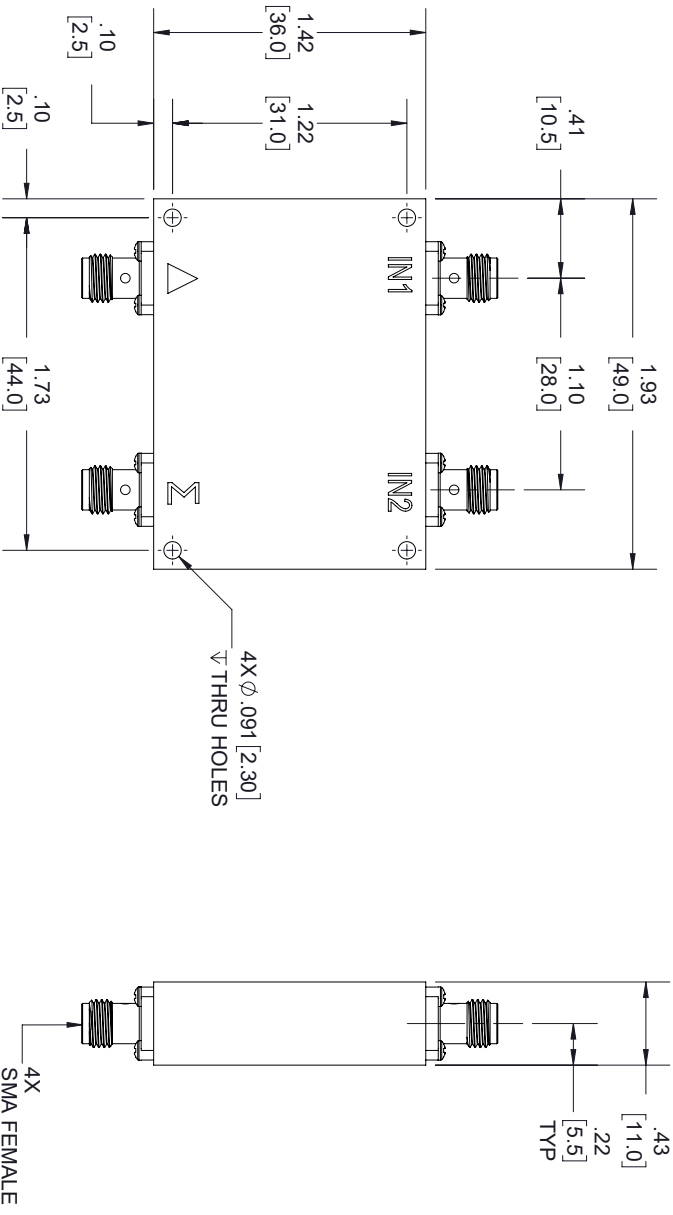 1.93
[49.0]
.41
[10.5]
1.10
[28.0]
1.42
[36.0]
1.22
[31.0]
.10
[2.5]
IN1
IN2
Δ
Σ
.10
[2.5]
1.73
[44.0]
4X Ø .091 [2.30]
↧ THRU HOLES
.43
[11.0]
.22
[5.5]
TYP
4X
SMA FEMALE